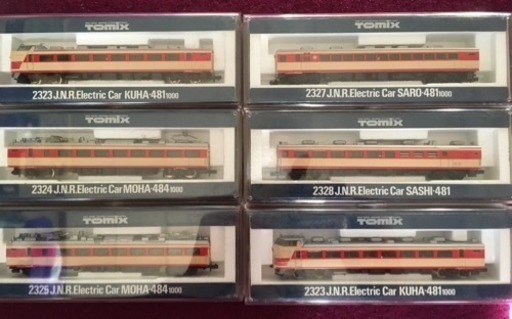 TOMIX
2323 J.N.R. Electric Car KUHA-481 1000
TOMIX
2327 J.N.R. Electric Car SARO-481 1000
TOMIX
2324 J.N.R. Electric Car MOHA-484 1000
TOMIX
2328 J.N.R. Electric Car SASHI-481
TOMIX
2325 J.N.R. Electric Car MOHA-484 1000
TOMIX
2323 J.N.R. Electric Car KUHA-481 1000